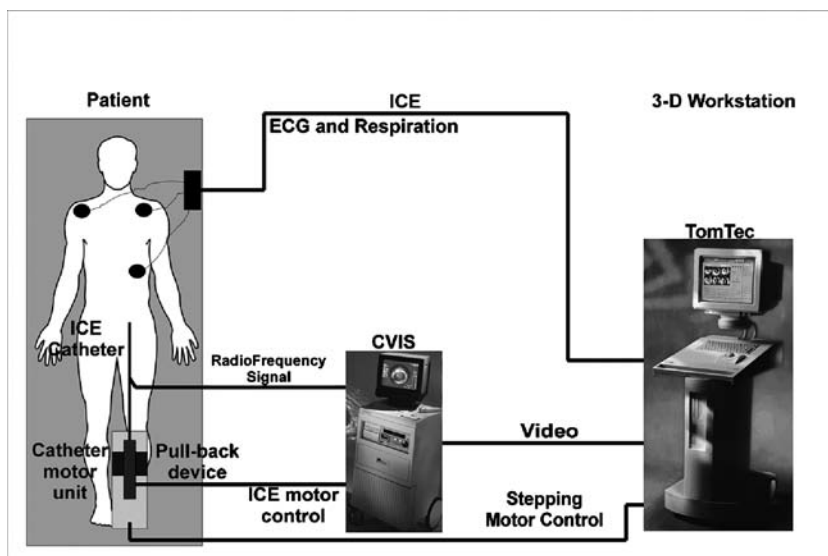 Patient
ICE
3-D Workstation
ECG and Respiration
TomTec
ICE
Catheter
CVIS
RadioFrequency
Signal
Catheter
motor
unit
Pull-back
device
Video
ICE motor
control
Stepping
Motor Control